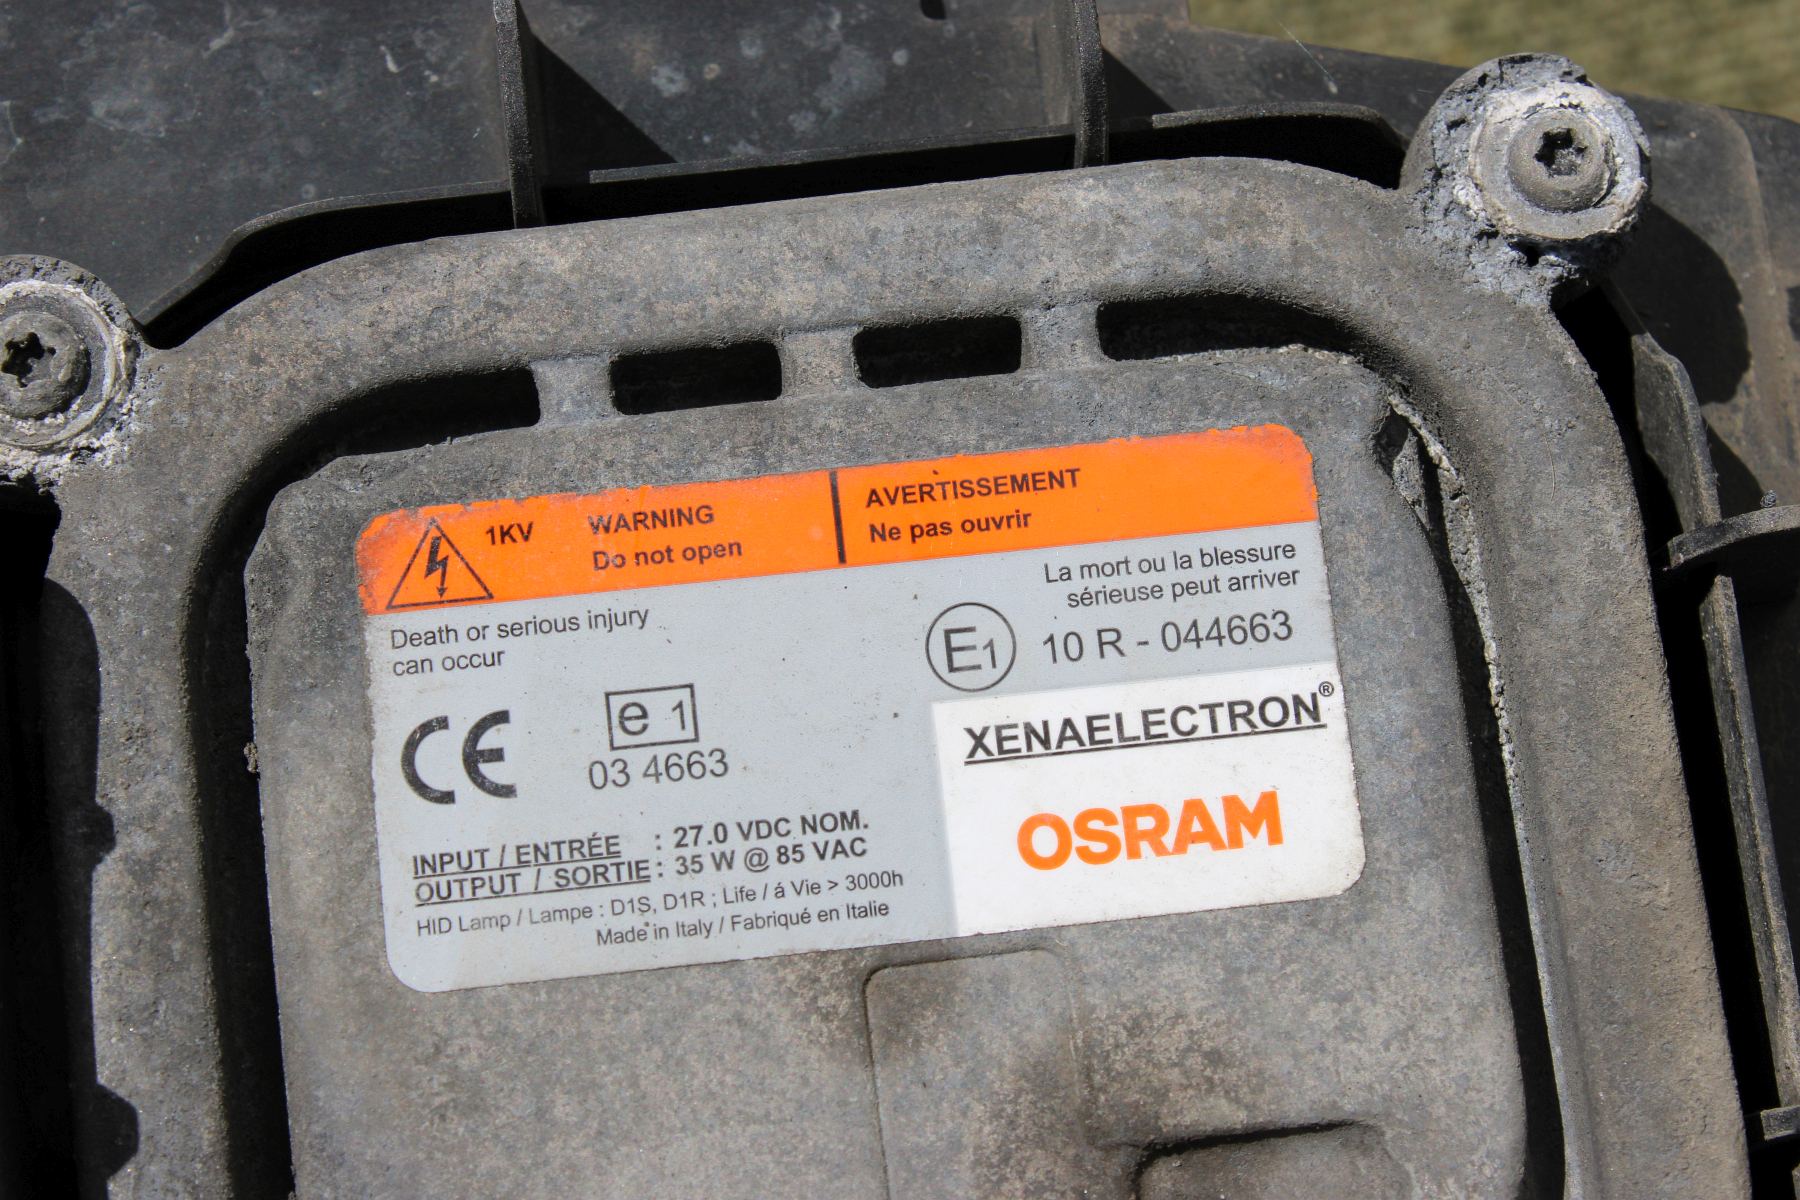 1KV
WARNING
Do not open
AVERTISSEMENT
Ne pas ouvrir
Death or serious injury
can occur
La mort ou la blessure
sérieuse peut arriver
E1 10 R - 044663
CE
e 1
03 4663
XENAELECTRON®
OSRAM
INPUT / ENTRÉE : 27.0 VDC NOM.
OUTPUT / SORTIE : 35 W @ 85 VAC
HID Lamp / Lampe : D1S, D1R ; Life / á Vie > 3000h
Made in Italy / Fabriqué en Italie